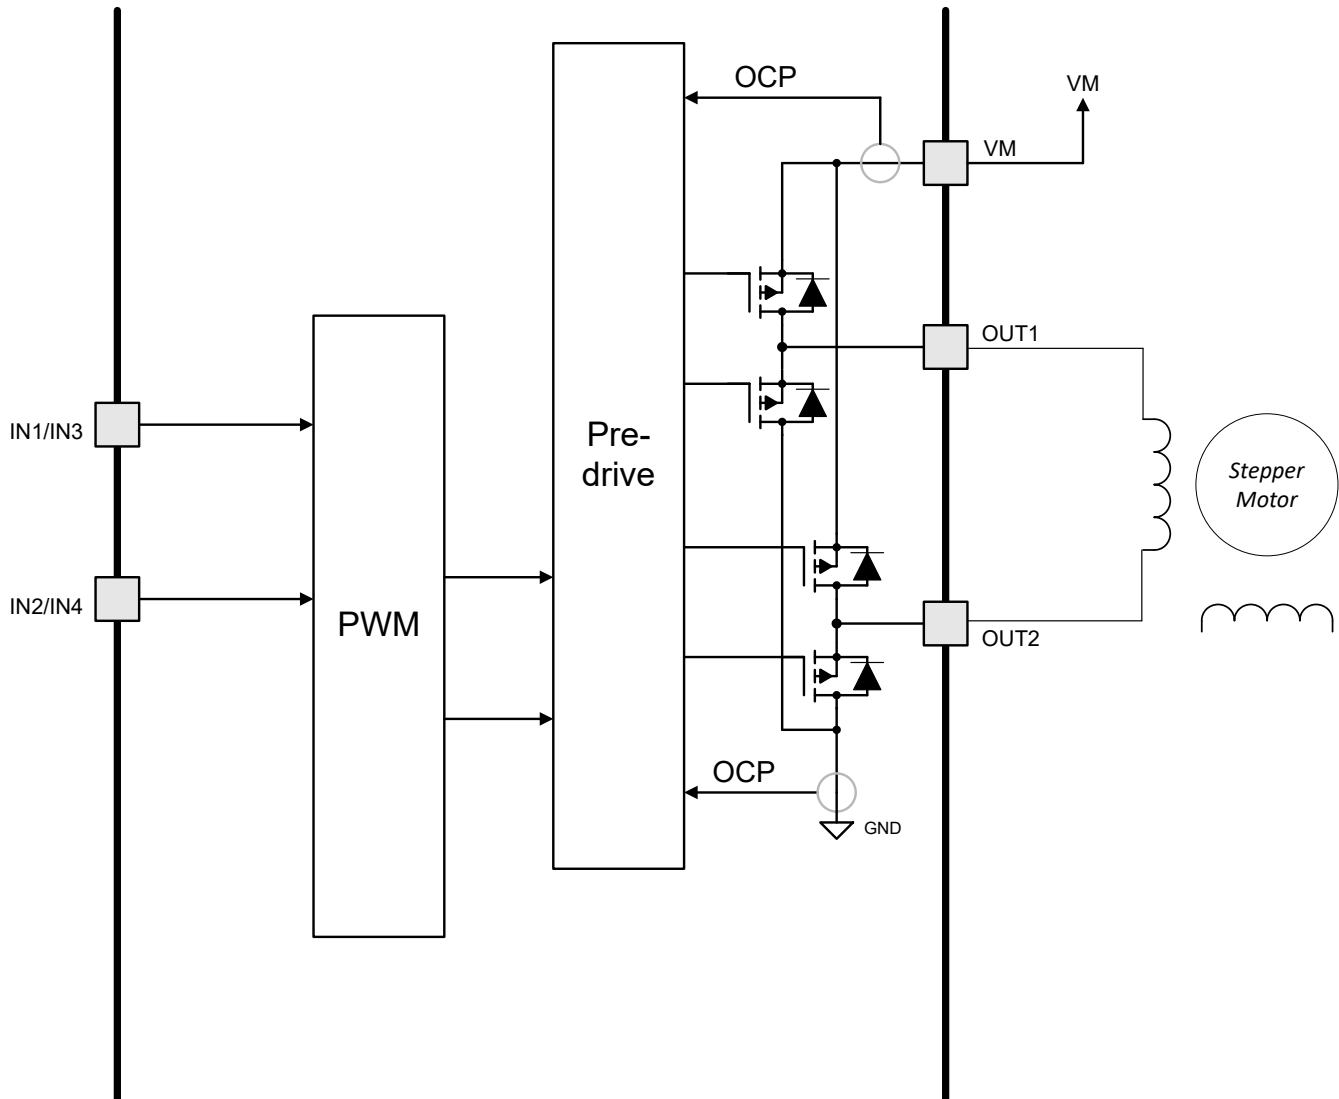 OCP
VM
VM
OUT1
IN1/IN3
Pre-
drive
Stepper
Motor
IN2/IN4
PWM
OUT2
OCP
GND